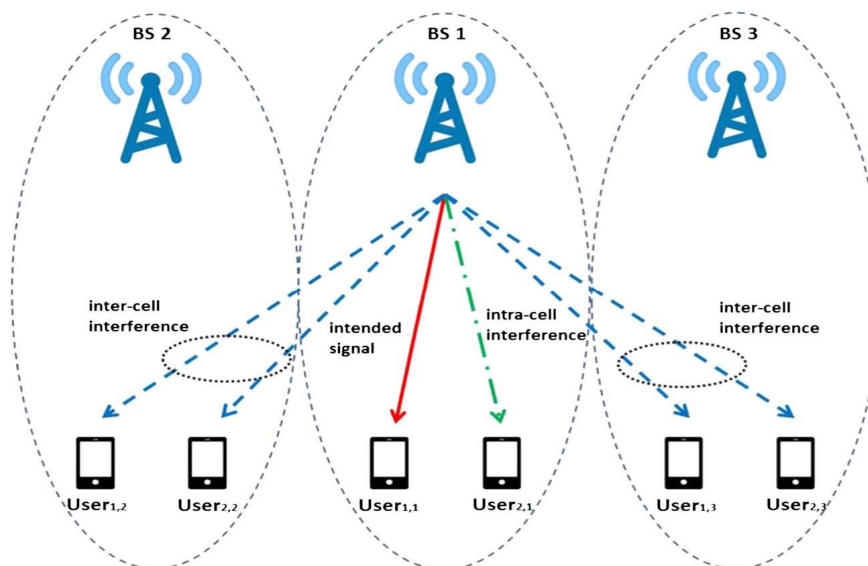 BS 2
BS 1
BS 3
inter-cell
interference
intended
signal
intra-cell
interference
inter-cell
interference
User1,2
User2,2
User1,1
User2,1
User1,3
User2,3